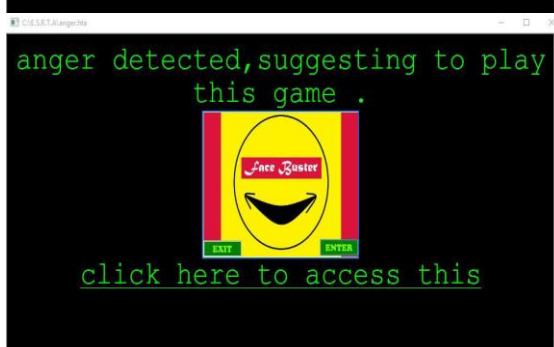 C:\E.S.R.T.A\anger.hta
anger detected,suggesting to play
this game .
Face Buster
EXIT ENTER
click here to access this